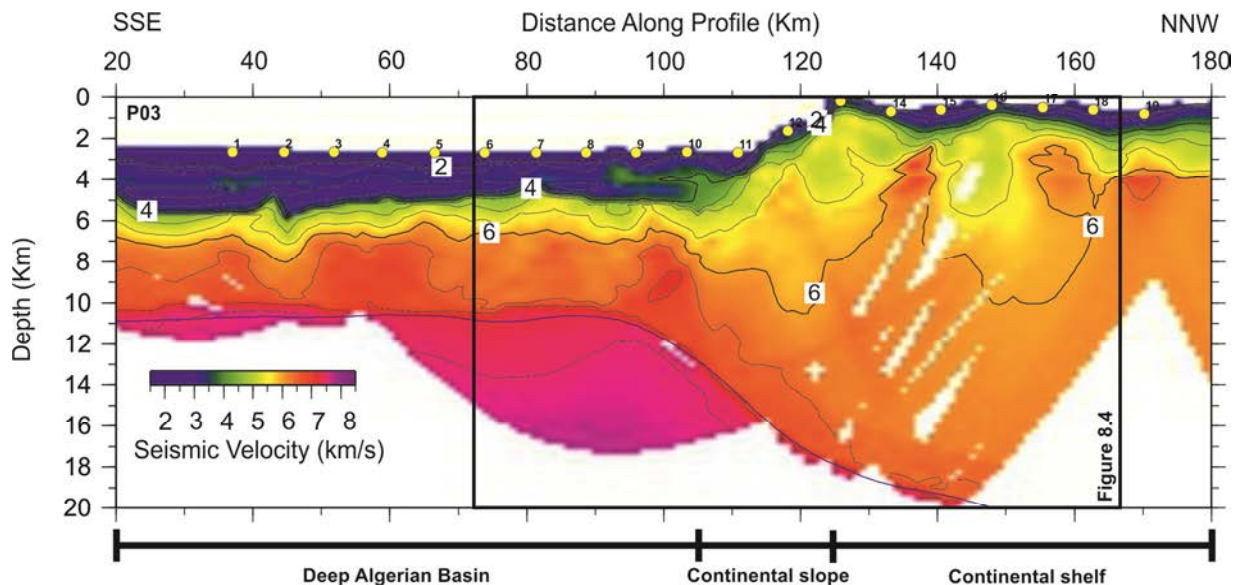 SSE Distance Along Profile (Km) NNW
20 40 60 80 100 120 140 160 180
P03
0
2
4
6
8
10
12
14
16
18
20
Depth (Km)
1 2 3 4 5 6 7 8 9 10 11 12 14 15 16 17 18 19
2
2
4
4
4
6
6
6
2 3 4 5 6 7 8
Seismic Velocity (km/s)
Figure 8.4
Deep Algerian Basin Continental slope Continental shelf